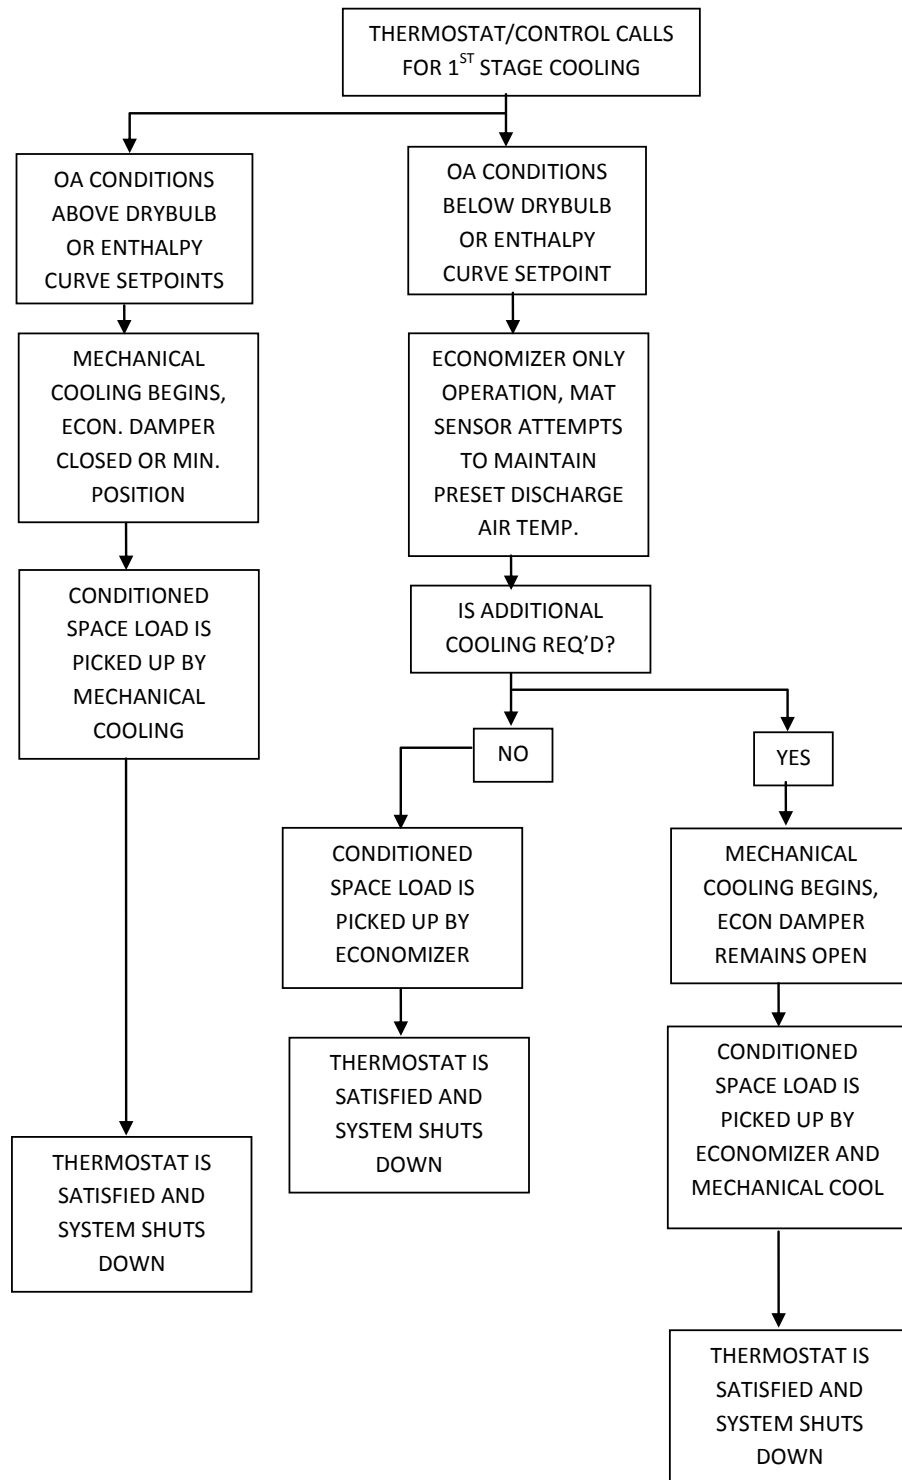 THERMOSTAT/CONTROL CALLS
FOR 1ST STAGE COOLING
OA CONDITIONS
ABOVE DRYBULB
OR ENTHALPY
CURVE SETPOINTS
OA CONDITIONS
BELOW DRYBULB
OR ENTHALPY
CURVE SETPOINT
MECHANICAL
COOLING BEGINS,
ECON. DAMPER
CLOSED OR MIN.
POSITION
ECONOMIZER ONLY
OPERATION, MAT
SENSOR ATTEMPTS
TO MAINTAIN
PRESET DISCHARGE
AIR TEMP.
CONDITIONED
SPACE LOAD IS
PICKED UP BY
MECHANICAL
COOLING
IS ADDITIONAL
COOLING REQ’D?
NO
YES
CONDITIONED
SPACE LOAD IS
PICKED UP BY
ECONOMIZER
MECHANICAL
COOLING BEGINS,
ECON DAMPER
REMAINS OPEN
THERMOSTAT IS
SATISFIED AND
SYSTEM SHUTS
DOWN
CONDITIONED
SPACE LOAD IS
PICKED UP BY
ECONOMIZER AND
MECHANICAL COOL
THERMOSTAT IS
SATISFIED AND
SYSTEM SHUTS
DOWN
THERMOSTAT IS
SATISFIED AND
SYSTEM SHUTS
DOWN